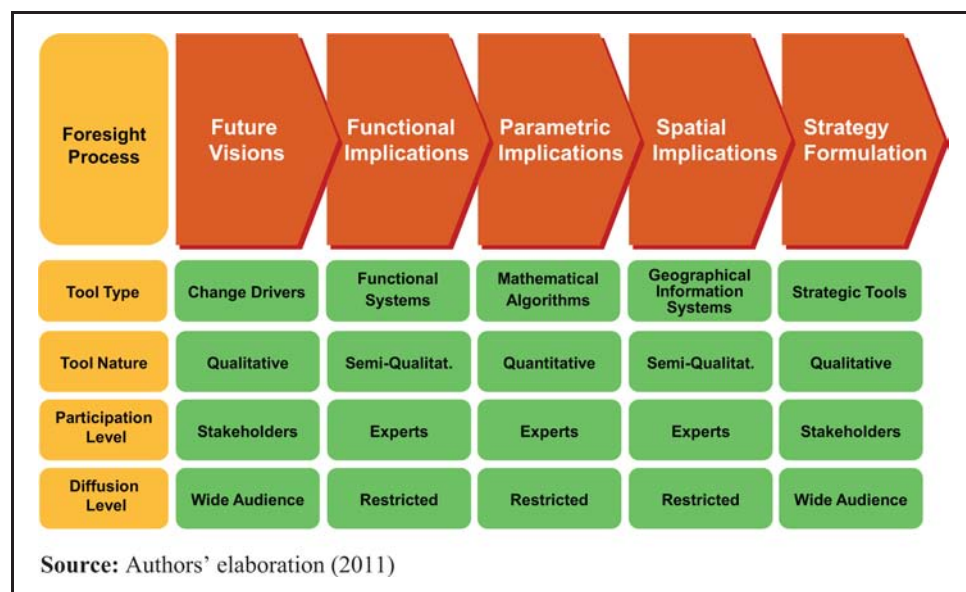 Foresight
Process
Future
Visions
Functional
Implications
Parametric
Implications
Spatial
Implications
Strategy
Formulation
Tool Type
Change Drivers
Functional
Systems
Mathematical
Algorithms
Geographical
Information
Systems
Strategic Tools
Tool Nature
Qualitative
Semi-Qualitat.
Quantitative
Semi-Qualitat.
Qualitative
Participation
Level
Stakeholders
Experts
Experts
Experts
Stakeholders
Diffusion
Level
Wide Audience
Restricted
Restricted
Restricted
Wide Audience
Source: Authors’ elaboration (2011)